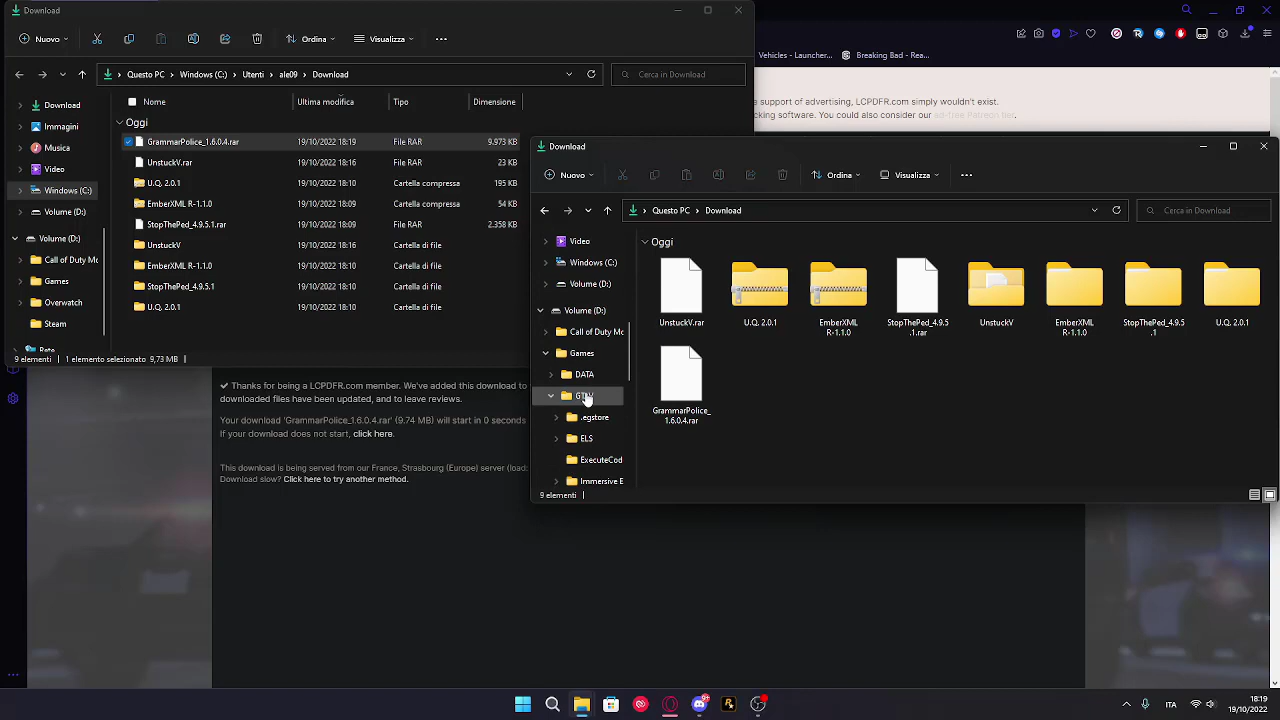 Download
Nuovo
Ordina
Visualizza
Questo PC > Windows (C:) > Utenti > ale09 > Download
Cerca in Download
Download
Immagini
Musica
Video
Windows (C:)
Volume (D:)
Volume (D:)
Call of Duty Mc
Games
Overwatch
Steam
Nome Ultima modifica Tipo Dimensione
Oggi
GrammarPolice_1.6.0.4.rar 19/10/2022 18:19 File RAR 9.973 KB
UnstuckV.rar 19/10/2022 18:10 File RAR 23 KB
U.Q. 2.0.1 19/10/2022 18:10 Cartella compressa 195 KB
EmberXML R-1.1.0 19/10/2022 18:10 Cartella compressa 54 KB
StopThePed_4.9.5.1.rar 19/10/2022 18:09 File RAR 2.358 KB
UnstuckV 19/10/2022 18:16 Cartella di file
EmberXML R-1.1.0 19/10/2022 18:16 Cartella di file
StopThePed_4.9.5.1 19/10/2022 18:16 Cartella di file
U.Q. 2.0.1 19/10/2022 18:10 Cartella di file
9 elementi 1 elemento selezionato 9,73 MB
Vehicles - Launcher...
Breaking Bad - Rea...
support of advertising, LCPDFR.com simply wouldn't exist.
cking software. You could also consider our ad-free Patreon tier.
Download
Nuovo
Ordina
Visualizza
Questo PC > Download
Cerca in Download
Video
Windows (C:)
Volume (D:)
Volume (D:)
Call of Duty Mc
Games
DATA
.egstore
ELS
ExecuteCod
Immersive E
Oggi
UnstuckV.rar
U.Q. 2.0.1
EmberXML
R-1.1.0
StopThePed_4.9.5
.1.rar
UnstuckV
EmberXML
R-1.1.0
StopThePed_4.9.5
.1
U.Q. 2.0.1
GrammarPolice_
1.6.0.4.rar
9 elementi
Thanks for being a LCPDFR.com member. We've added this download to
downloaded files have been updated, and to leave reviews.
Your download 'GrammarPolice_1.6.0.4.rar' (9.74 MB) will start in 0 seconds
If your download does not start, click here.
This download is being served from our France, Strasbourg (Europe) server (load:
Download slow? Click here to try another method.
ITA
18:19
19/10/2022